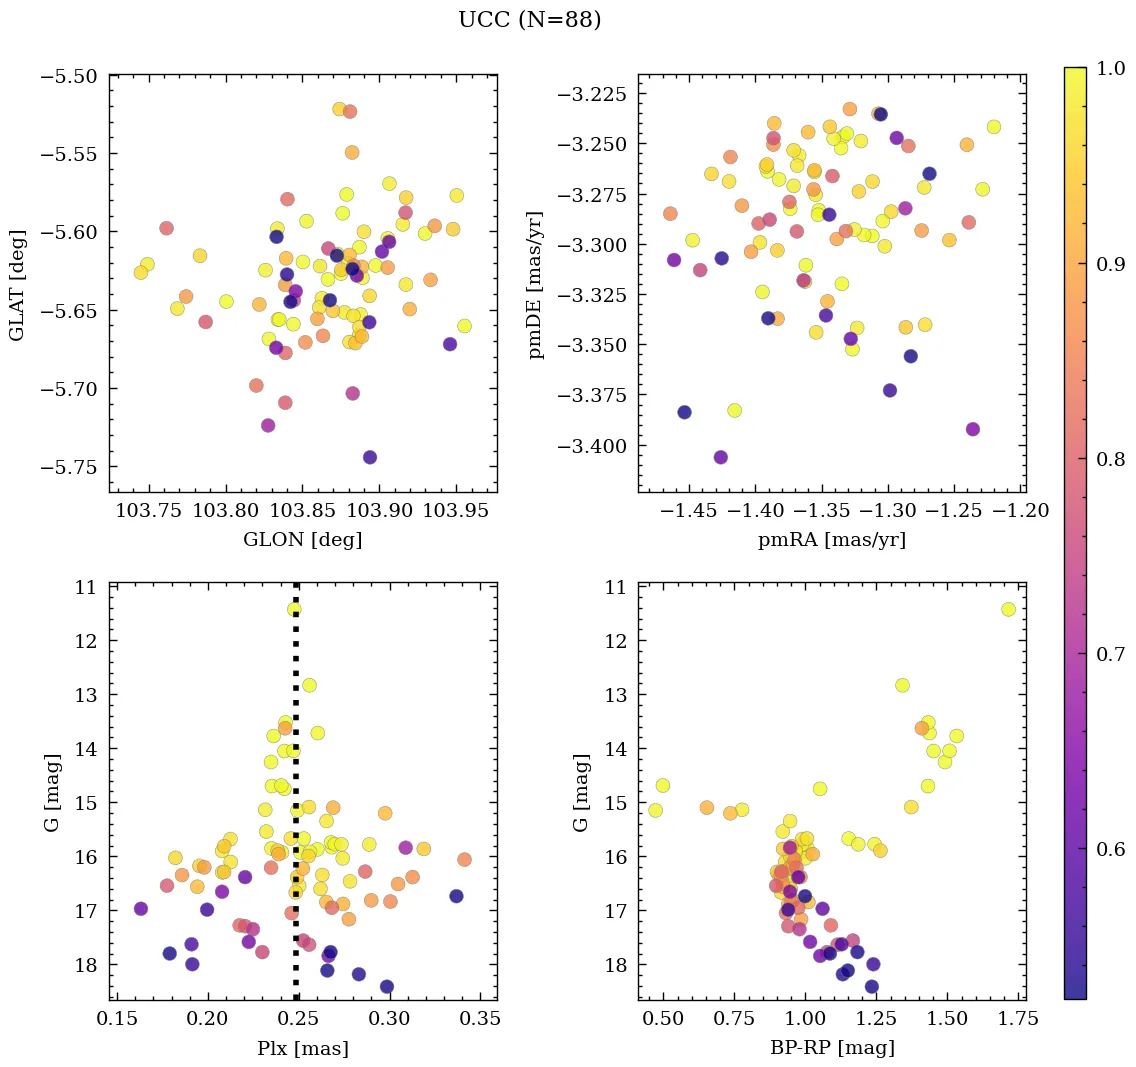 UCC (N=88)
−5.50
−5.55
−5.60
−5.65
−5.70
−5.75
GLAT [deg]
103.75 103.80 103.85 103.90 103.95
GLON [deg]
−3.225
−3.250
−3.275
−3.300
−3.325
−3.350
−3.375
−3.400
pmDE [mas/yr]
−1.45 −1.40 −1.35 −1.30 −1.25 −1.20
pmRA [mas/yr]
11
12
13
14
15
16
17
18
G [mag]
0.15 0.20 0.25 0.30 0.35
Plx [mas]
11
12
13
14
15
16
17
18
G [mag]
0.50 0.75 1.00 1.25 1.50 1.75
BP-RP [mag]
1.0
0.9
0.8
0.7
0.6